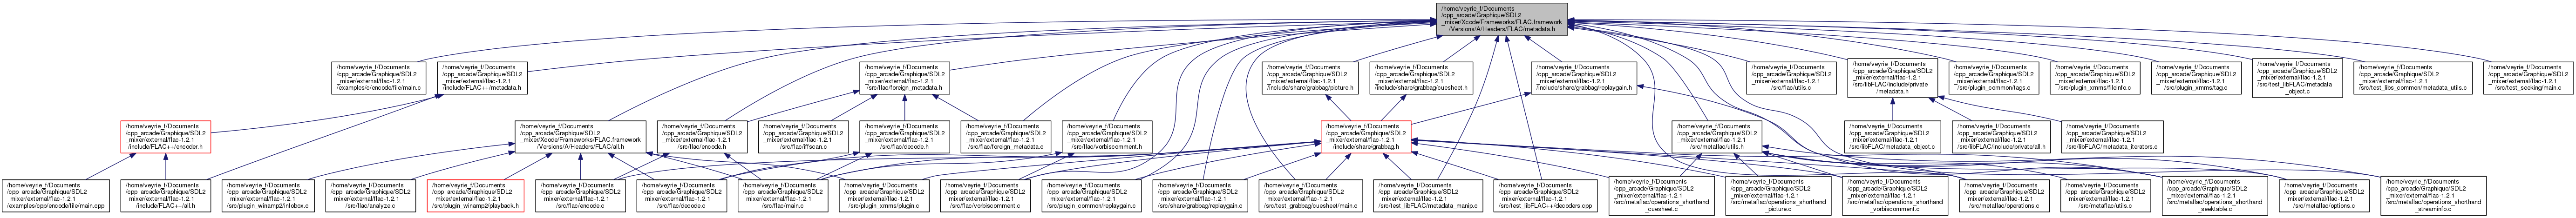 /home/veyrie_f/Documents
/cpp_arcade/Graphique/SDL2
_mixer/Xcode/Frameworks/FLAC.framework
/Versions/A/Headers/FLAC/metadata.h
/home/veyrie_f/Documents
/cpp_arcade/Graphique/SDL2
_mixer/external/flac-1.2.1
/examples/c/encode/file/main.c
/home/veyrie_f/Documents
/cpp_arcade/Graphique/SDL2
_mixer/external/flac-1.2.1
/include/FLAC++/metadata.h
/home/veyrie_f/Documents
/cpp_arcade/Graphique/SDL2
_mixer/external/flac-1.2.1
/src/flac/foreign_metadata.h
/home/veyrie_f/Documents
/cpp_arcade/Graphique/SDL2
_mixer/external/flac-1.2.1
/include/share/grabbag/picture.h
/home/veyrie_f/Documents
/cpp_arcade/Graphique/SDL2
_mixer/external/flac-1.2.1
/include/share/grabbag/cuesheet.h
/home/veyrie_f/Documents
/cpp_arcade/Graphique/SDL2
_mixer/external/flac-1.2.1
/include/share/grabbag/replaygain.h
/home/veyrie_f/Documents
/cpp_arcade/Graphique/SDL2
_mixer/external/flac-1.2.1
/src/flac/utils.c
/home/veyrie_f/Documents
/cpp_arcade/Graphique/SDL2
_mixer/external/flac-1.2.1
/src/libFLAC/include/private
/metadata.h
/home/veyrie_f/Documents
/cpp_arcade/Graphique/SDL2
_mixer/external/flac-1.2.1
/src/plugin_common/tags.c
/home/veyrie_f/Documents
/cpp_arcade/Graphique/SDL2
_mixer/external/flac-1.2.1
/src/plugin_xmms/fileinfo.c
/home/veyrie_f/Documents
/cpp_arcade/Graphique/SDL2
_mixer/external/flac-1.2.1
/src/plugin_xmms/tag.c
/home/veyrie_f/Documents
/cpp_arcade/Graphique/SDL2
_mixer/external/flac-1.2.1
/src/test_libFLAC/metadata
_object.c
/home/veyrie_f/Documents
/cpp_arcade/Graphique/SDL2
_mixer/external/flac-1.2.1
/src/test_libs_common/metadata_utils.c
/home/veyrie_f/Documents
/cpp_arcade/Graphique/SDL2
_mixer/external/flac-1.2.1
/src/test_seeking/main.c
/home/veyrie_f/Documents
/cpp_arcade/Graphique/SDL2
_mixer/external/flac-1.2.1
/include/FLAC++/encoder.h
/home/veyrie_f/Documents
/cpp_arcade/Graphique/SDL2
_mixer/Xcode/Frameworks/FLAC.framework
/Versions/A/Headers/FLAC/all.h
/home/veyrie_f/Documents
/cpp_arcade/Graphique/SDL2
_mixer/external/flac-1.2.1
/src/flac/encode.h
/home/veyrie_f/Documents
/cpp_arcade/Graphique/SDL2
_mixer/external/flac-1.2.1
/src/flac/iffscan.c
/home/veyrie_f/Documents
/cpp_arcade/Graphique/SDL2
_mixer/external/flac-1.2.1
/src/flac/decode.h
/home/veyrie_f/Documents
/cpp_arcade/Graphique/SDL2
_mixer/external/flac-1.2.1
/src/flac/foreign_metadata.c
/home/veyrie_f/Documents
/cpp_arcade/Graphique/SDL2
_mixer/external/flac-1.2.1
/src/flac/vorbiscomment.h
/home/veyrie_f/Documents
/cpp_arcade/Graphique/SDL2
_mixer/external/flac-1.2.1
/include/share/grabbag.h
/home/veyrie_f/Documents
/cpp_arcade/Graphique/SDL2
_mixer/external/flac-1.2.1
/src/metaflac/utils.h
/home/veyrie_f/Documents
/cpp_arcade/Graphique/SDL2
_mixer/external/flac-1.2.1
/src/libFLAC/metadata_object.c
/home/veyrie_f/Documents
/cpp_arcade/Graphique/SDL2
_mixer/external/flac-1.2.1
/src/libFLAC/include/private/all.h
/home/veyrie_f/Documents
/cpp_arcade/Graphique/SDL2
_mixer/external/flac-1.2.1
/src/libFLAC/metadata_iterators.c
/home/veyrie_f/Documents
/cpp_arcade/Graphique/SDL2
_mixer/external/flac-1.2.1
/examples/cpp/encode/file/main.cpp
/home/veyrie_f/Documents
/cpp_arcade/Graphique/SDL2
_mixer/external/flac-1.2.1
/include/FLAC++/all.h
/home/veyrie_f/Documents
/cpp_arcade/Graphique/SDL2
_mixer/external/flac-1.2.1
/src/plugin_winamp2/infobox.c
/home/veyrie_f/Documents
/cpp_arcade/Graphique/SDL2
_mixer/external/flac-1.2.1
/src/flac/analyze.c
/home/veyrie_f/Documents
/cpp_arcade/Graphique/SDL2
_mixer/external/flac-1.2.1
/src/plugin_winamp2/playback.h
/home/veyrie_f/Documents
/cpp_arcade/Graphique/SDL2
_mixer/external/flac-1.2.1
/src/flac/encode.c
/home/veyrie_f/Documents
/cpp_arcade/Graphique/SDL2
_mixer/external/flac-1.2.1
/src/flac/decode.c
/home/veyrie_f/Documents
/cpp_arcade/Graphique/SDL2
_mixer/external/flac-1.2.1
/src/flac/main.c
/home/veyrie_f/Documents
/cpp_arcade/Graphique/SDL2
_mixer/external/flac-1.2.1
/src/plugin_xmms/plugin.c
/home/veyrie_f/Documents
/cpp_arcade/Graphique/SDL2
_mixer/external/flac-1.2.1
/src/flac/vorbiscomment.c
/home/veyrie_f/Documents
/cpp_arcade/Graphique/SDL2
_mixer/external/flac-1.2.1
/src/plugin_common/replaygain.c
/home/veyrie_f/Documents
/cpp_arcade/Graphique/SDL2
_mixer/external/flac-1.2.1
/src/share/grabbag/replaygain.c
/home/veyrie_f/Documents
/cpp_arcade/Graphique/SDL2
_mixer/external/flac-1.2.1
/src/test_grabbag/cuesheet/main.c
/home/veyrie_f/Documents
/cpp_arcade/Graphique/SDL2
_mixer/external/flac-1.2.1
/src/test_libFLAC/metadata_manip.c
/home/veyrie_f/Documents
/cpp_arcade/Graphique/SDL2
_mixer/external/flac-1.2.1
/src/test_libFLAC++/decoders.cpp
/home/veyrie_f/Documents
/cpp_arcade/Graphique/SDL2
_mixer/external/flac-1.2.1
/src/metaflac/operations_shorthand
_cuesheet.c
/home/veyrie_f/Documents
/cpp_arcade/Graphique/SDL2
_mixer/external/flac-1.2.1
/src/metaflac/operations_shorthand
_picture.c
/home/veyrie_f/Documents
/cpp_arcade/Graphique/SDL2
_mixer/external/flac-1.2.1
/src/metaflac/operations_shorthand
_vorbiscomment.c
/home/veyrie_f/Documents
/cpp_arcade/Graphique/SDL2
_mixer/external/flac-1.2.1
/src/metaflac/operations.c
/home/veyrie_f/Documents
/cpp_arcade/Graphique/SDL2
_mixer/external/flac-1.2.1
/src/metaflac/utils.c
/home/veyrie_f/Documents
/cpp_arcade/Graphique/SDL2
_mixer/external/flac-1.2.1
/src/metaflac/operations_shorthand
_seektable.c
/home/veyrie_f/Documents
/cpp_arcade/Graphique/SDL2
_mixer/external/flac-1.2.1
/src/metaflac/options.c
/home/veyrie_f/Documents
/cpp_arcade/Graphique/SDL2
_mixer/external/flac-1.2.1
/src/metaflac/operations_shorthand
_streaminfo.c